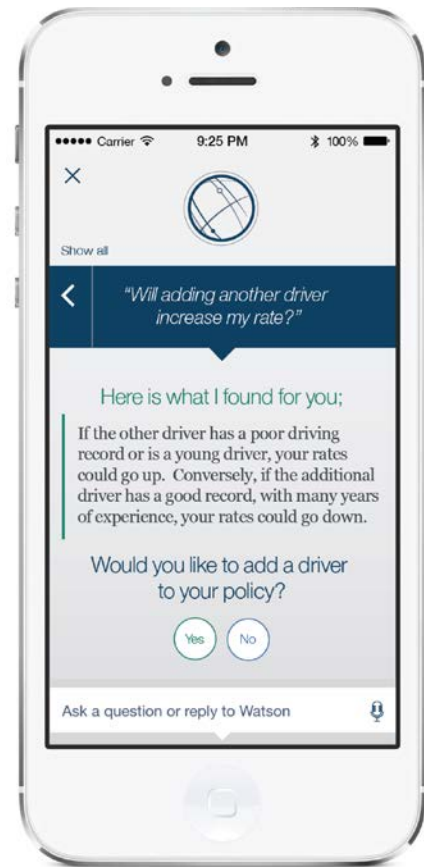 Carrier 9:25 PM 100%
Show all
“Will adding another driver
increase my rate?”
Here is what I found for you;
If the other driver has a poor driving
record or is a young driver, your rates
could go up. Conversely, if the additional
driver has a good record, with many years
of experience, your rates could go down.
Would you like to add a driver
to your policy?
Yes No
Ask a question or reply to Watson